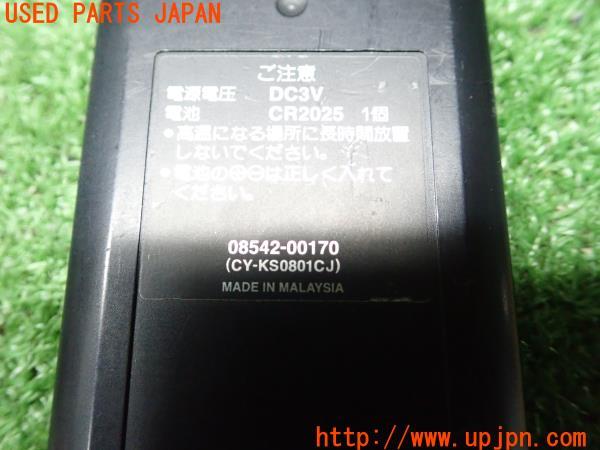 USED PARTS JAPAN
ご注意
電源電圧 DC3V
電池 CR2025 1個
●高温になる場所に長時間放置
しないでください。
●電池の⊕⊖は正しく入れて
ください。
08542-00170
(CY-KS0801CJ)
MADE IN MALAYSIA
http://www.upjpn.com